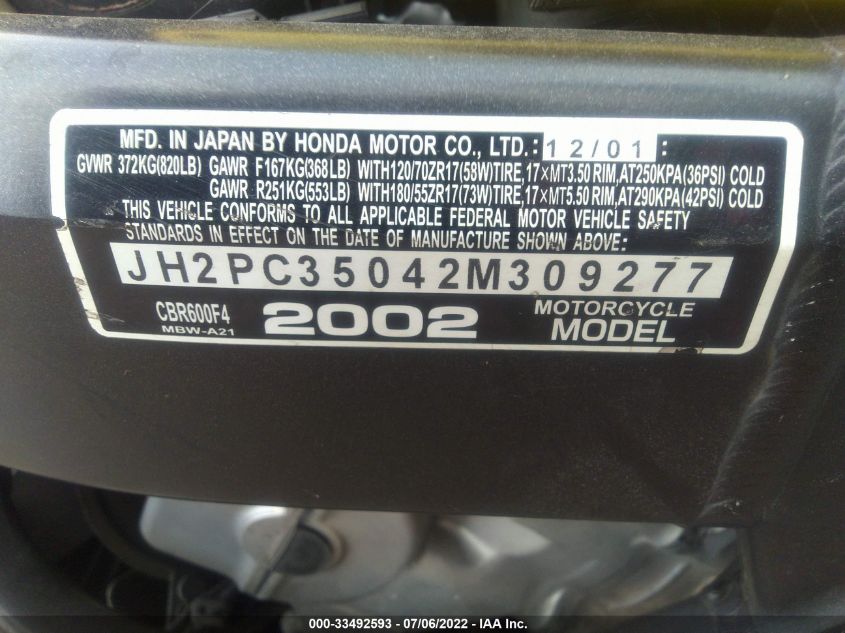 MFD. IN JAPAN BY HONDA MOTOR CO., LTD.: 12/01 :
GVWR 372KG(820LB) GAWR F167KG(368LB) WITH120/70ZR17(58W)TIRE,17×MT3.50 RIM,AT250KPA(36PSI) COLD
GAWR R251KG(553LB) WITH180/55ZR17(73W)TIRE,17×MT5.50 RIM,AT290KPA(42PSI) COLD
THIS VEHICLE CONFORMS TO ALL APPLICABLE FEDERAL MOTOR VEHICLE SAFETY
STANDARDS IN EFFECT ON THE DATE OF MANUFACTURE SHOWN ABOVE:
JH2PC35042M309277
CBR600F4 2002 MOTORCYCLE
MBW-A21 MODEL
000-33492593 - 07/06/2022 - IAA Inc.